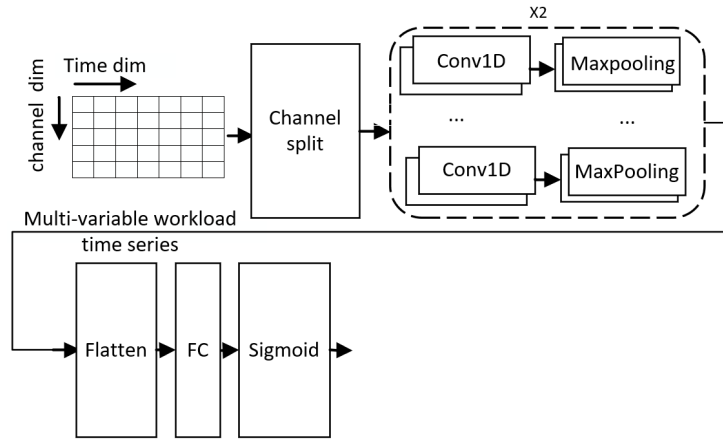 X2
Time dim
channel dim
Channel
split
Conv1D
Maxpooling
...
...
Conv1D
MaxPooling
Multi-variable workload
time series
Flatten
FC
Sigmoid